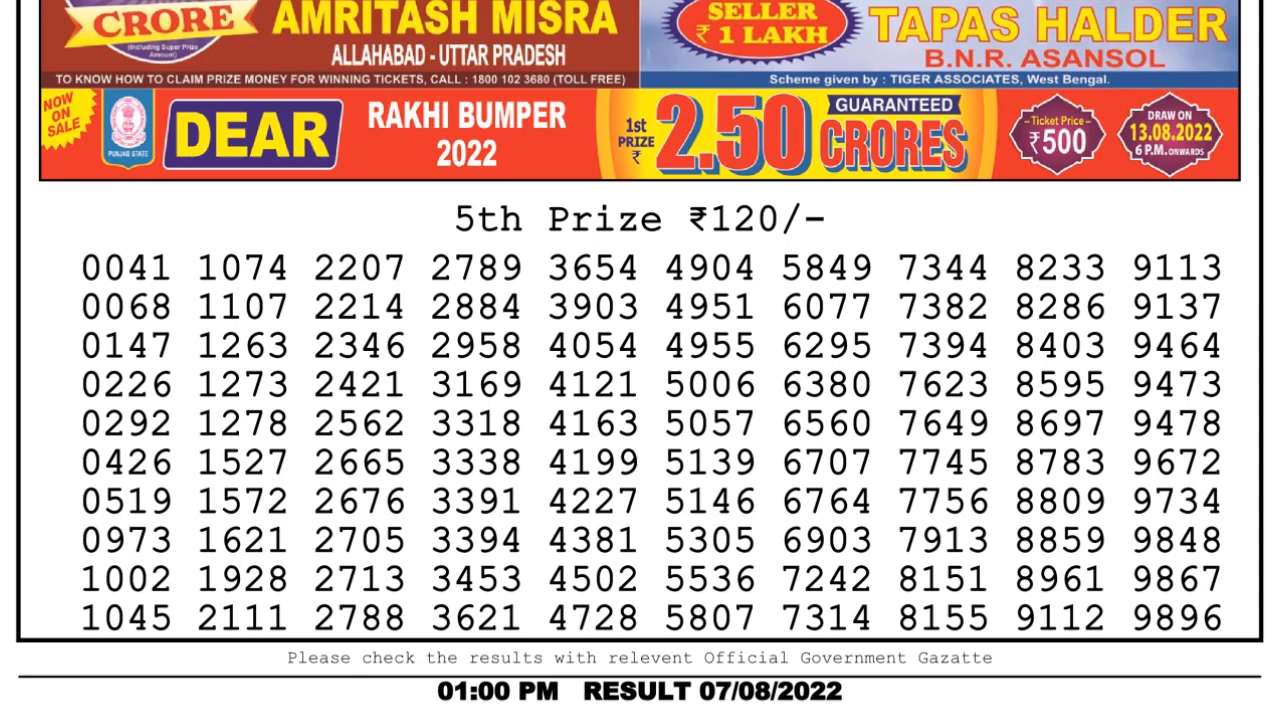 CRORE
(Including Super Prize Amount)
AMRITASH MISRA
ALLAHABAD - UTTAR PRADESH
SELLER
₹ 1 LAKH
TAPAS HALDER
B.N.R. ASANSOL
TO KNOW HOW TO CLAIM PRIZE MONEY FOR WINNING TICKETS, CALL : 1800 102 3680 (TOLL FREE)
Scheme given by : TIGER ASSOCIATES, West Bengal.
NOW
ON
SALE
PUNJAB STATE
DEAR
RAKHI BUMPER
2022
1st
PRIZE
₹
2.50
GUARANTEED
CRORES
Ticket Price
₹500
DRAW ON
13.08.2022
6 P.M. ONWARDS
5th Prize ₹120/-
0041 1074 2207 2789 3654 4904 5849 7344 8233 9113
0068 1107 2214 2884 3903 4951 6077 7382 8286 9137
0147 1263 2346 2958 4054 4955 6295 7394 8403 9464
0226 1273 2421 3169 4121 5006 6380 7623 8595 9473
0292 1278 2562 3318 4163 5057 6560 7649 8697 9478
0426 1527 2665 3338 4199 5139 6707 7745 8783 9672
0519 1572 2676 3391 4227 5146 6764 7756 8809 9734
0973 1621 2705 3394 4381 5305 6903 7913 8859 9848
1002 1928 2713 3453 4502 5536 7242 8151 8961 9867
1045 2111 2788 3621 4728 5807 7314 8155 9112 9896
Please check the results with relevent Official Government Gazatte
01:00 PM RESULT 07/08/2022